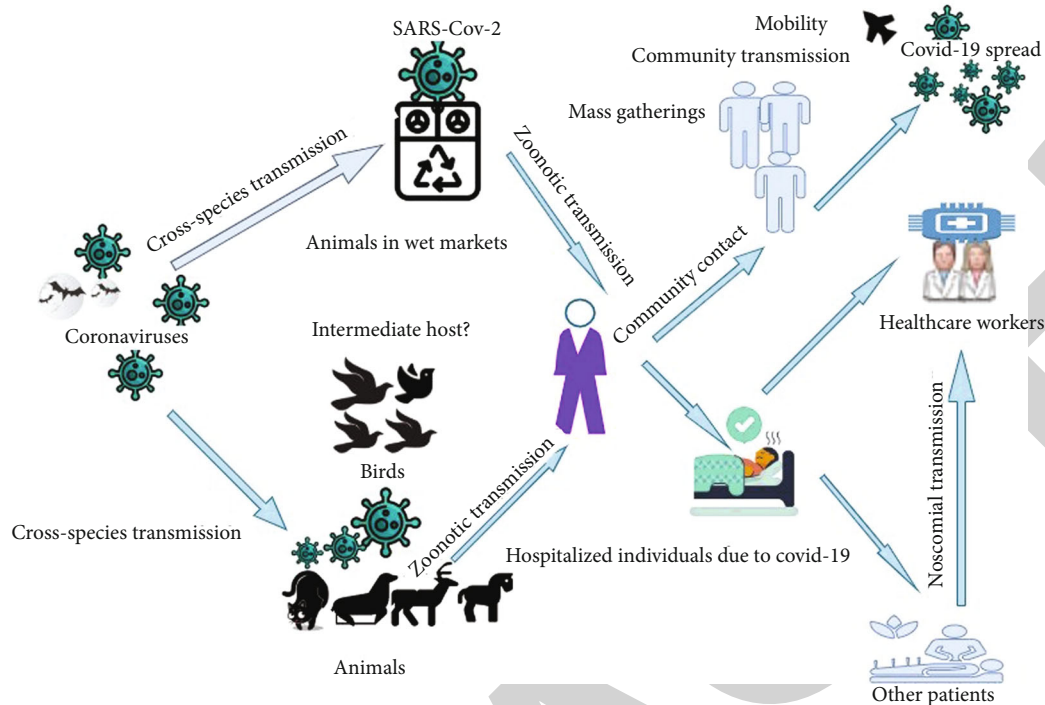 SARS-Cov-2
Mobility
Community transmission
Covid-19 spread
Mass gatherings
Cross-species transmission
Zoonotic transmission
Animals in wet markets
Community contact
Coronaviruses
Intermediate host?
Healthcare workers
Birds
Zoonotic transmission
Noscomial transmission
Cross-species transmission
Hospitalized individuals due to covid-19
Animals
Other patients